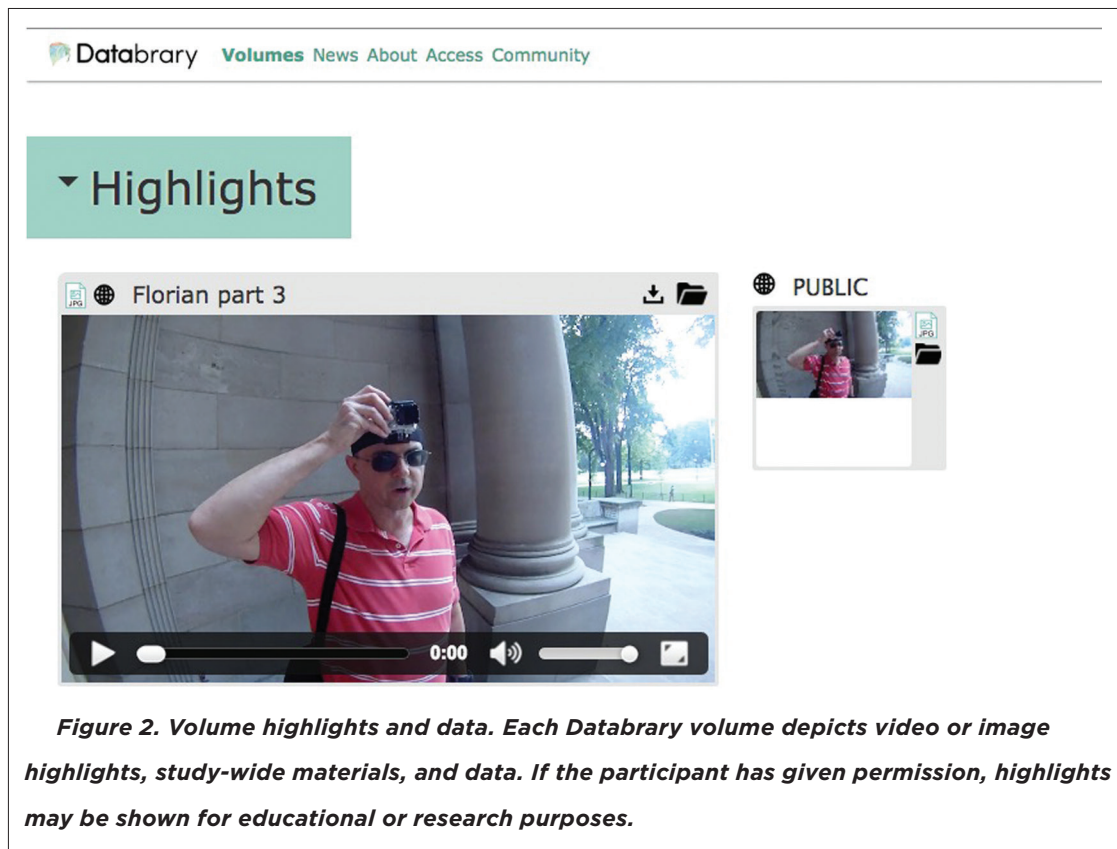 Databrary Volumes News About Access Community
Highlights
JPG Florian part 3
PUBLIC
JPG
0:00
Figure 2. Volume highlights and data. Each Databrary volume depicts video or image
highlights, study-wide materials, and data. If the participant has given permission, highlights
may be shown for educational or research purposes.